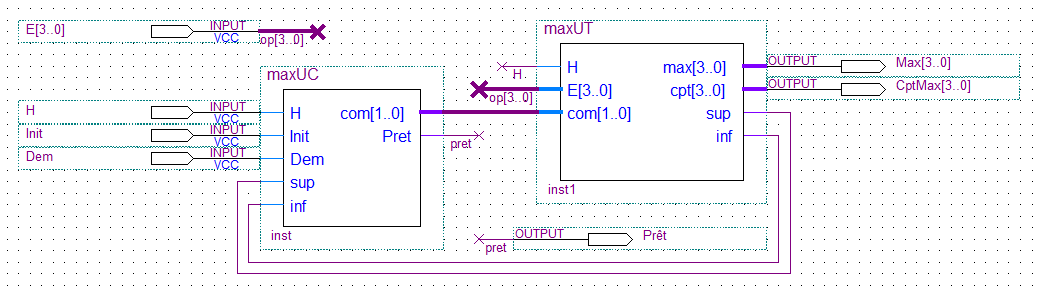 E[3..0]
INPUT
VCC
op[3..0]
maxUT
H
H
max[3..0]
OUTPUT
Max[3..0]
op[3..0]
E[3..0]
cpt[3..0]
OUTPUT
CptMax[3..0]
com[1..0]
sup
inf
inst1
maxUC
H
INPUT
VCC
H
com[1..0]
Init
INPUT
VCC
Init
Pret
pret
Dem
INPUT
VCC
Dem
sup
inf
inst
pret
OUTPUT
Prêt